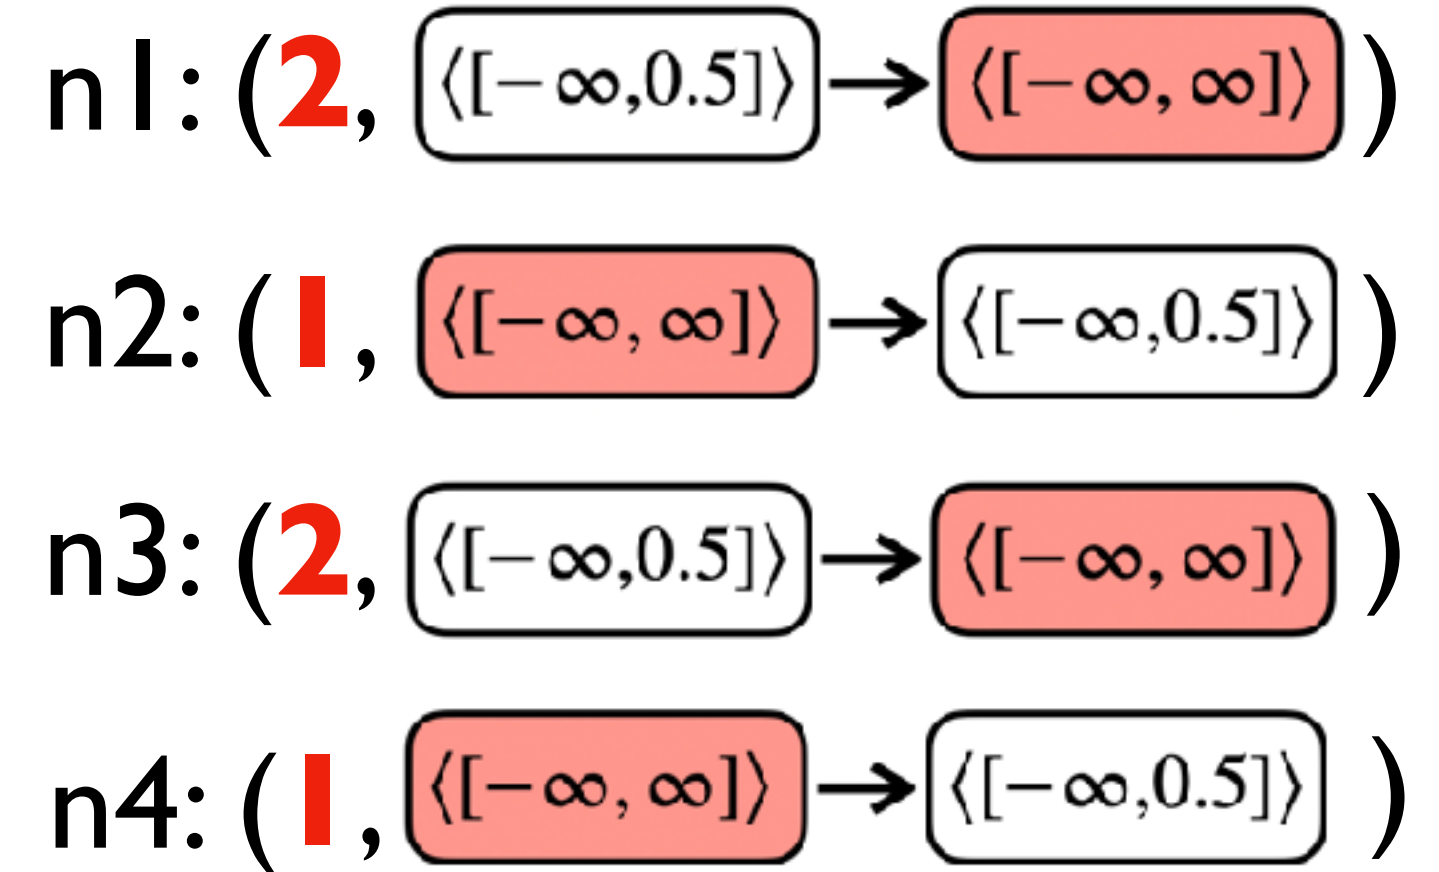 n1: (2, ⟨[−∞,0.5]⟩ → ⟨[−∞, ∞]⟩ )
n2: (1, ⟨[−∞, ∞]⟩ → ⟨[−∞,0.5]⟩ )
n3: (2, ⟨[−∞,0.5]⟩ → ⟨[−∞, ∞]⟩ )
n4: (1, ⟨[−∞, ∞]⟩ → ⟨[−∞,0.5]⟩ )